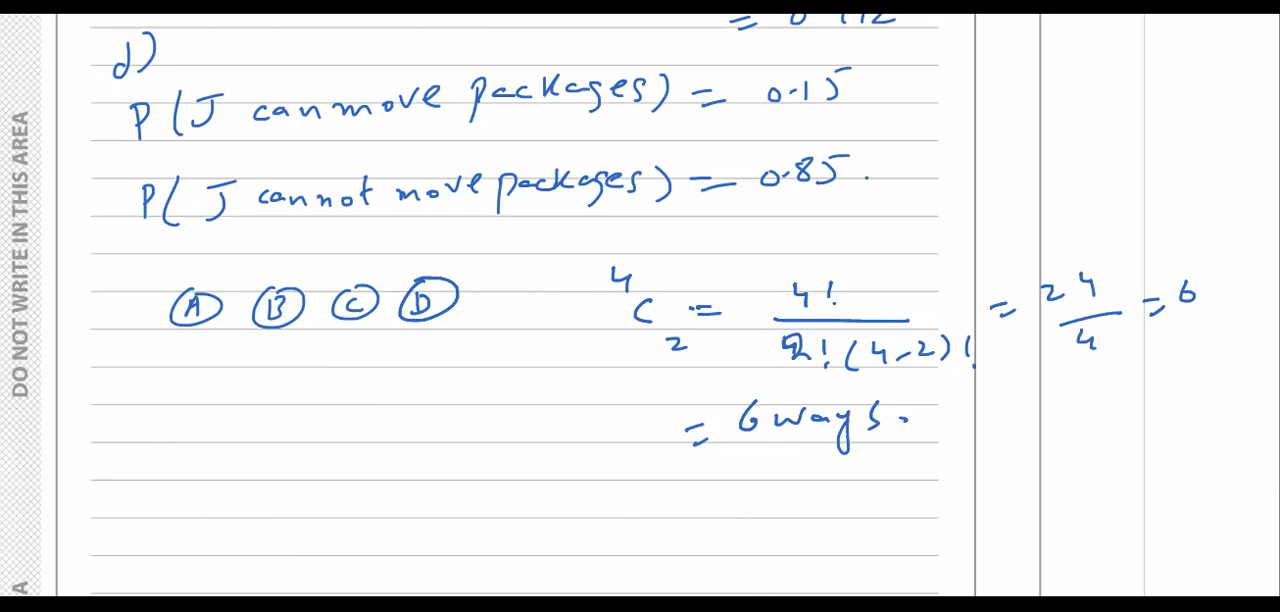 d)
P(J can move packages) = 0.15
P(J cannot move packages) = 0.85.
A B C D 4C2 = 4! / 2!(4-2)! = 24/4 = 6
= 6 ways.
DO NOT WRITE IN THIS AREA
A